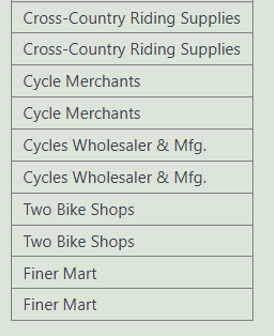 Cross-Country Riding Supplies
Cross-Country Riding Supplies
Cycle Merchants
Cycle Merchants
Cycles Wholesaler & Mfg.
Cycles Wholesaler & Mfg.
Two Bike Shops
Two Bike Shops
Finer Mart
Finer Mart